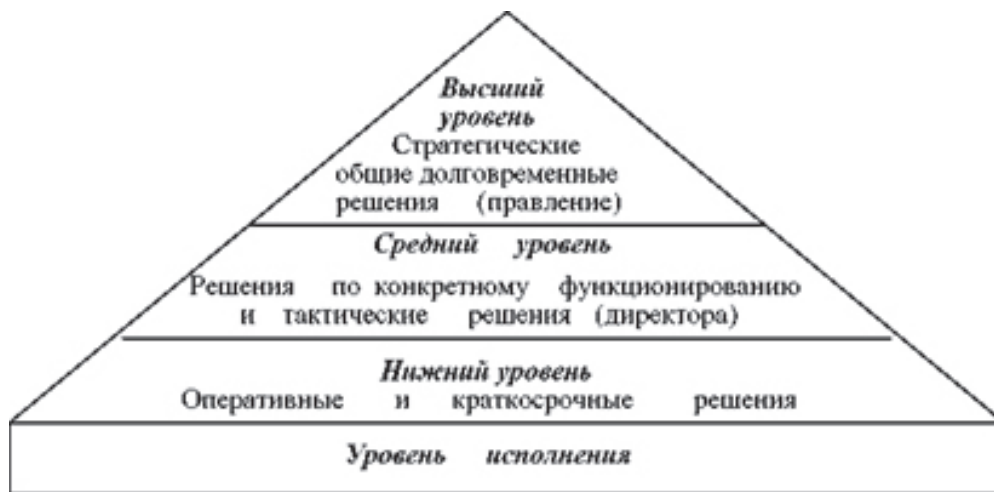 Высший
уровень
Стратегические
общие долговременные
решения (правление)
Средний уровень
Решения по конкретному функционированию
и тактические решения (директора)
Нижний уровень
Оперативные и краткосрочные решения
Уровень исполнения